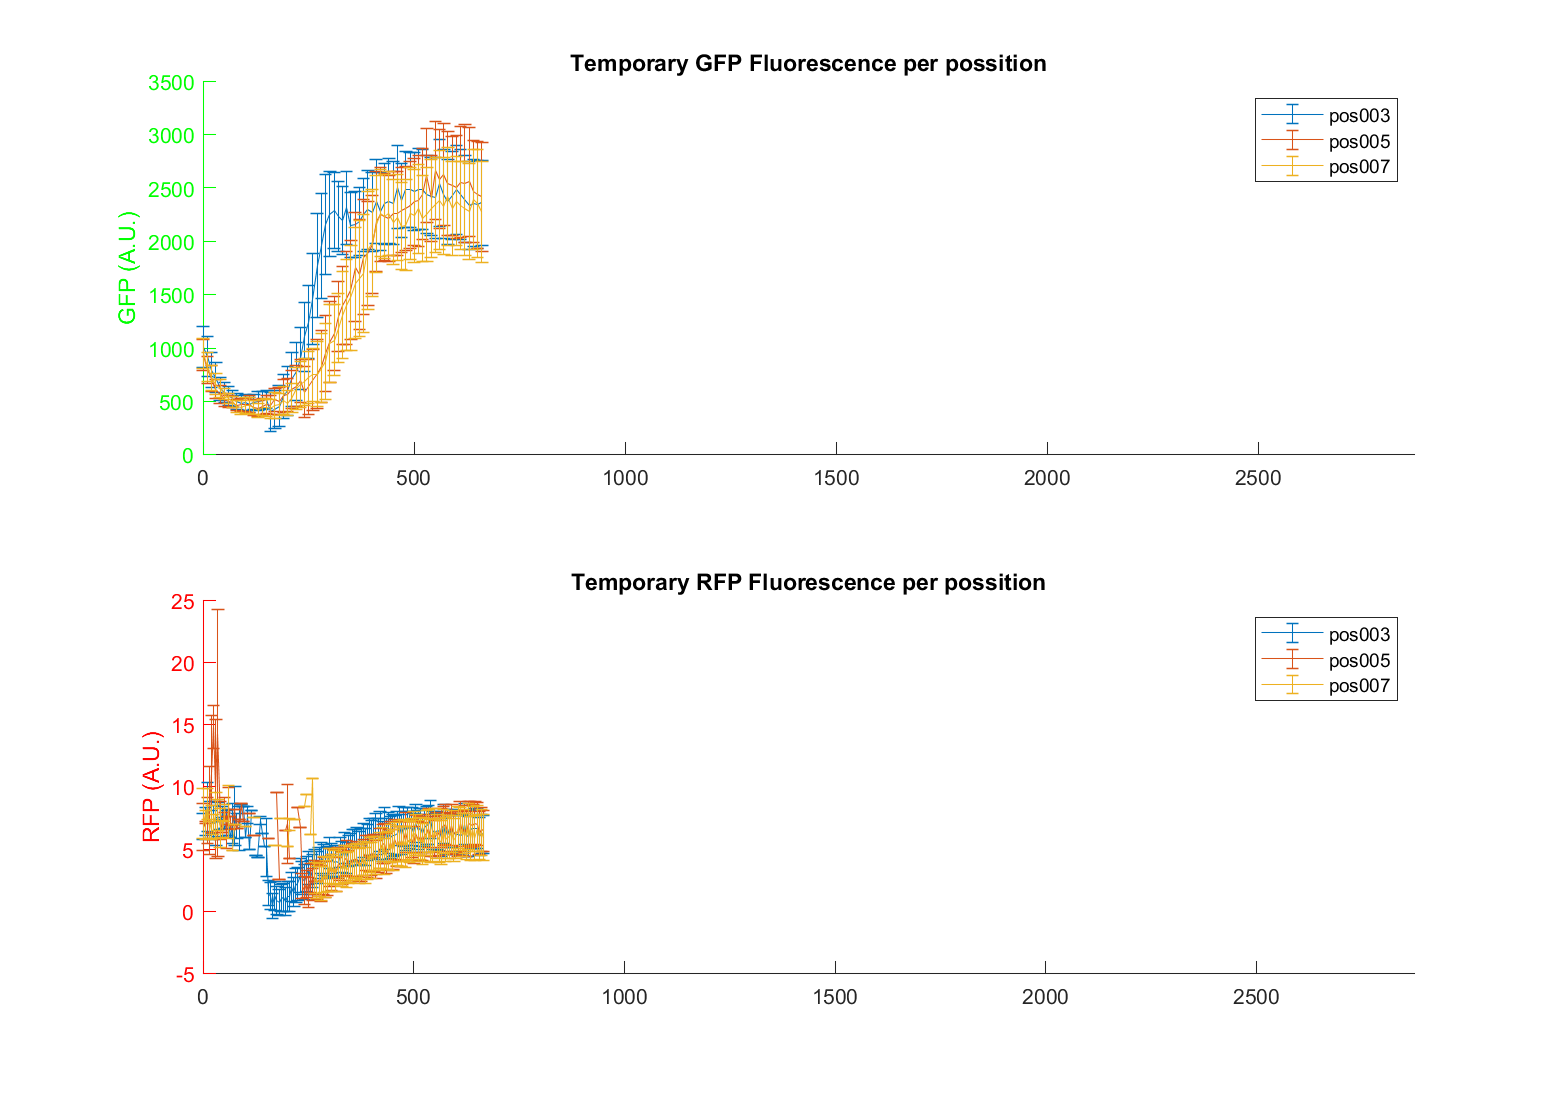 Temporary GFP Fluorescence per possition
3500
3000
2500
2000
1500
1000
500
0
GFP (A.U.)
pos003
pos005
pos007
0 500 1000 1500 2000 2500
Temporary RFP Fluorescence per possition
25
20
15
10
5
0
-5
RFP (A.U.)
pos003
pos005
pos007
0 500 1000 1500 2000 2500